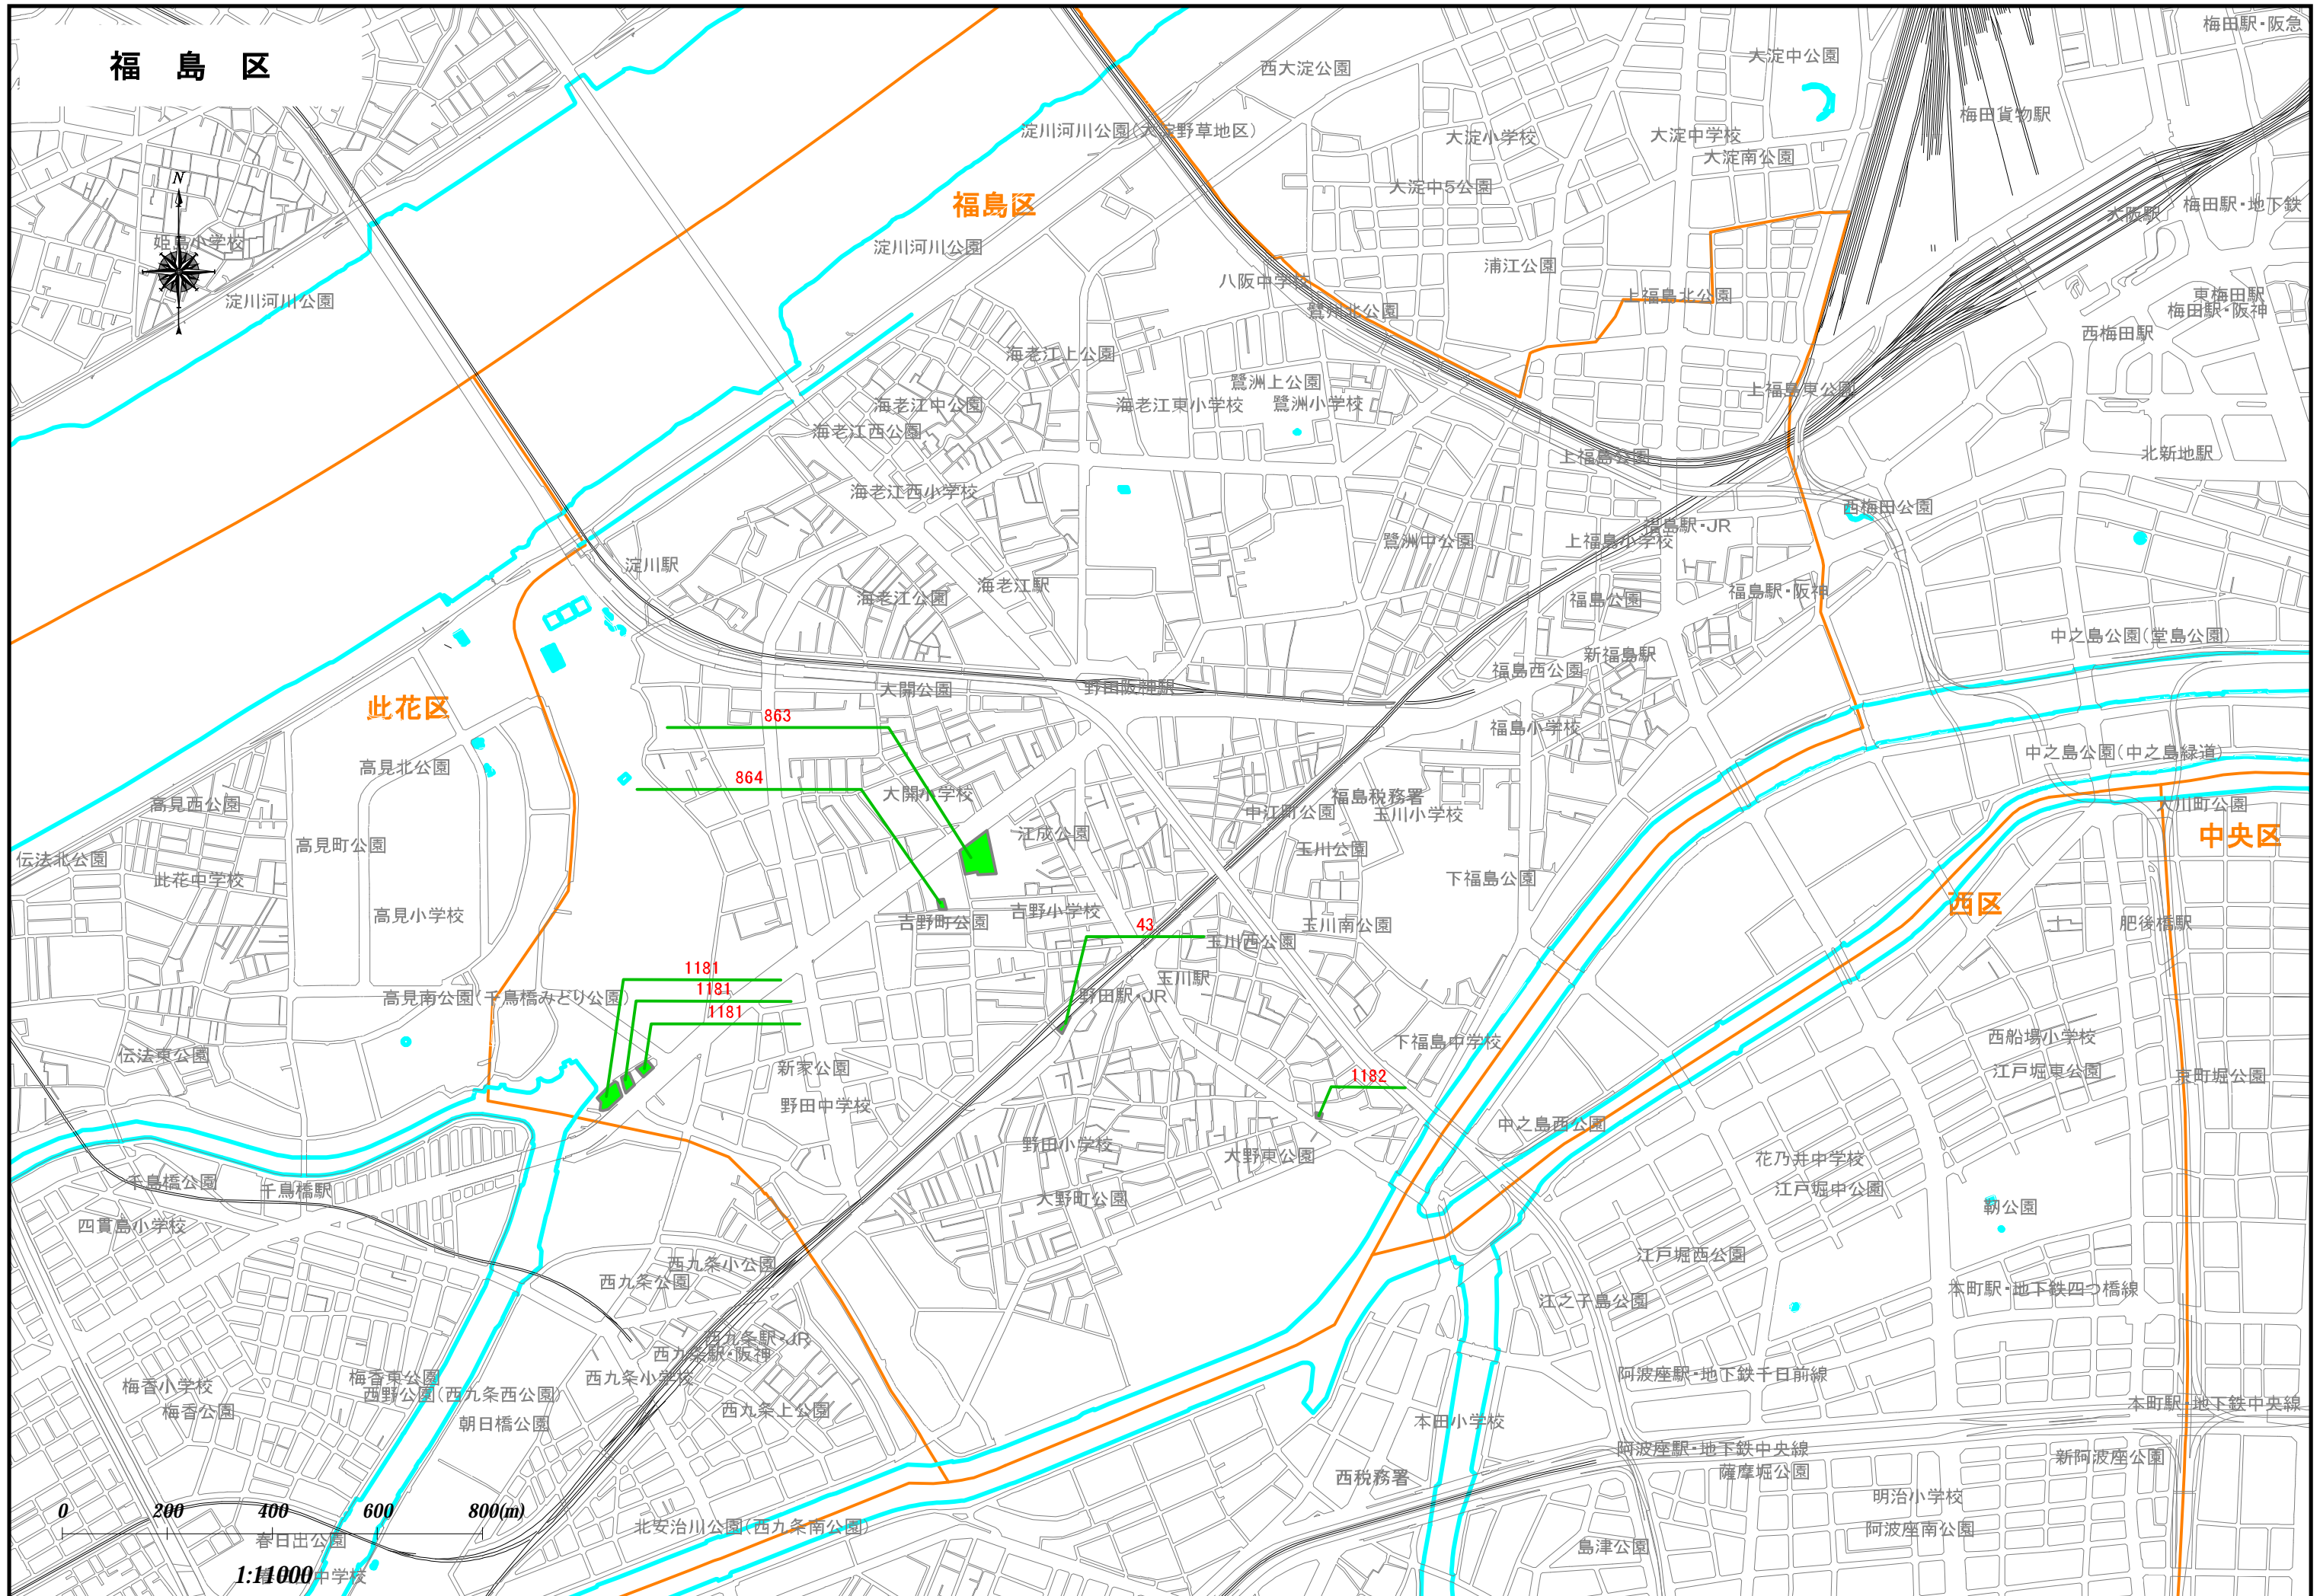 福島区
梅田駅・阪急
西大淀公園
大淀中公園
淀川河川公園(大淀野草地区)
大淀小学校
大淀中学校
梅田貨物駅
大淀南公園
大淀中5公園
福島区
大阪駅
梅田駅・地下鉄
N
姫島小学校
淀川河川公園
淀川河川公園
八阪中学校
浦江公園
上福島北公園
東梅田駅
梅田駅・阪神
鷺洲北公園
西梅田駅
海老江上公園
鷺洲上公園
海老江東小学校
鷺洲小学校
上福島東公園
海老江中公園
海老江西公園
上福島公園
北新地駅
海老江西小学校
西梅田公園
福島駅・JR
上福島小学校
鷺洲中公園
淀川駅
海老江駅
海老江公園
福島公園
福島駅・阪神
中之島公園(堂島公園)
新福島駅
福島西公園
大開公園
野田阪神駅
此花区
863
福島小学校
中之島公園(中之島緑道)
高見北公園
864
大開小学校
福島税務署
高見西公園
中江町公園
玉川小学校
大川町公園
中央区
江成公園
高見町公園
玉川公園
伝法北公園
此花中学校
下福島公園
西区
高見小学校
吉野町公園
吉野小学校
43
玉川南公園
肥後橋駅
玉川西公園
1181
玉川駅
1181
高見南公園(千鳥橋みどり公園)
野田駅・JR
1181
西船場小学校
下福島中学校
伝法東公園
新家公園
1182
江戸堀東公園
京町堀公園
野田中学校
中之島西公園
野田小学校
大野東公園
花乃井中学校
千鳥橋公園
千鳥橋駅
江戸堀中公園
大野町公園
靭公園
四貫島小学校
西九条小公園
西九条公園
江戸堀西公園
本町駅・地下鉄四つ橋線
江之子島公園
西九条駅・JR
西九条駅・阪神
西九条小学校
梅香東公園
梅香小学校
西野公園(西九条西公園)
阿波座駅・地下鉄千日前線
本町駅・地下鉄中央線
梅香公園
西九条上公園
朝日橋公園
本田小学校
阿波座駅・地下鉄中央線
新阿波座公園
西税務署
薩摩堀公園
明治小学校
0 200 400 600 800(m)
北安治川公園(西九条南公園)
阿波座南公園
春日出公園
島津公園
1:11000
中学校